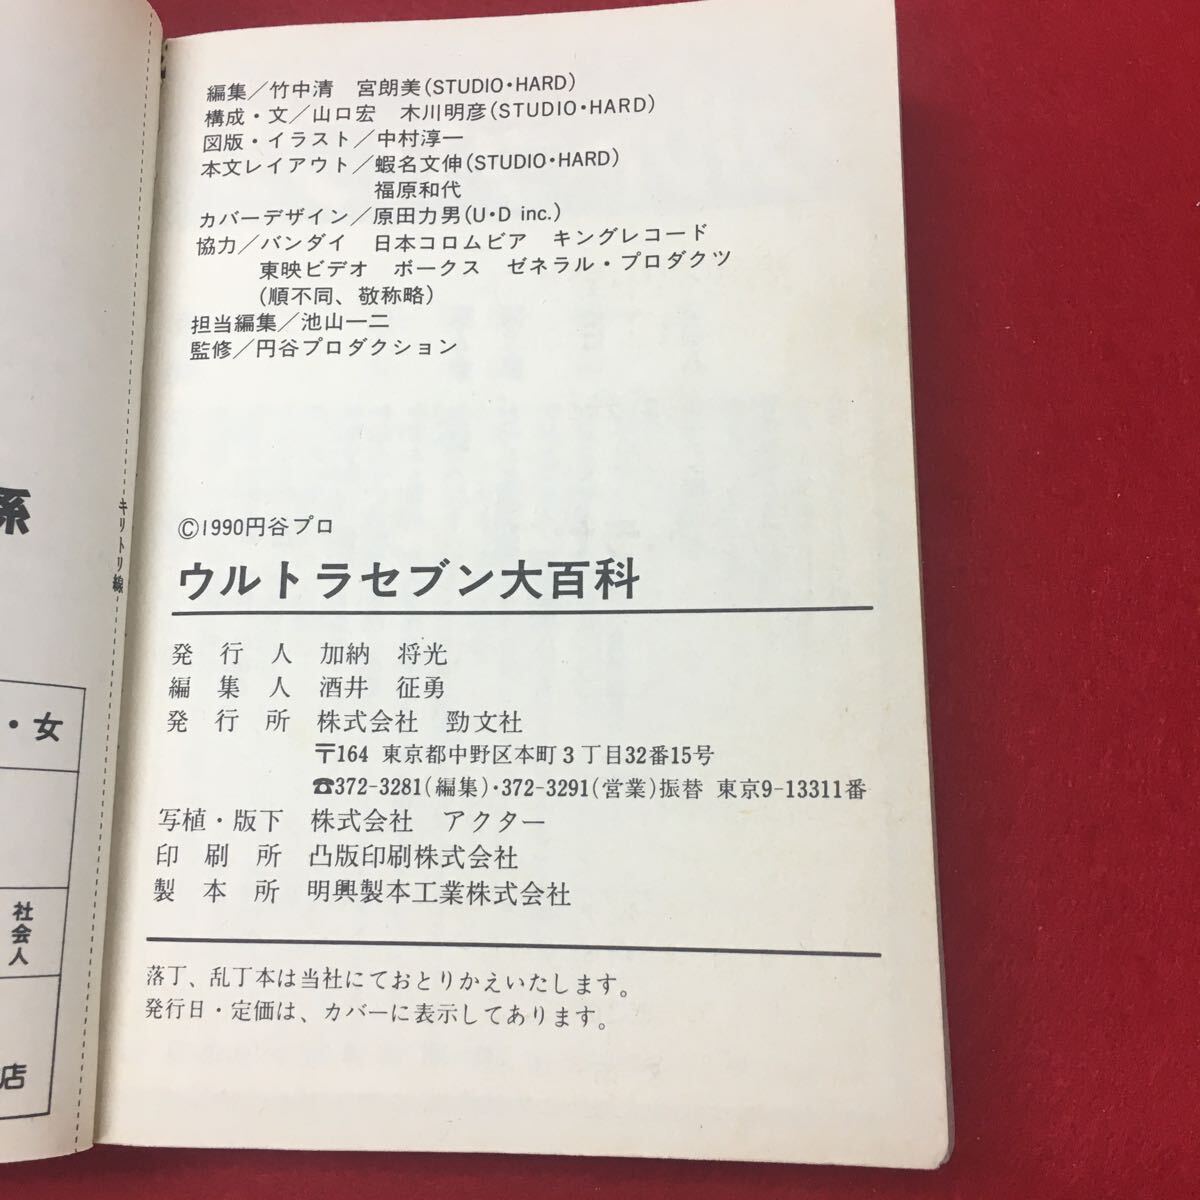 編集／竹中清　宮朗美(STUDIO・HARD)
構成・文／山口宏　木川明彦(STUDIO・HARD)
図版・イラスト／中村淳一
本文レイアウト／蝦名文伸(STUDIO・HARD)
福原和代
カバーデザイン／原田力男(U・D inc.)
協力／バンダイ　日本コロムビア　キングレコード
東映ビデオ　ボークス　ゼネラル・プロダクツ
(順不同、敬称略)
担当編集／池山一二
監修／円谷プロダクション
©1990円谷プロ
ウルトラセブン大百科
発行人　加納　将光
編集人　酒井　征勇
発行所　株式会社　勁文社
〒164 東京都中野区本町3丁目32番15号
☎372-3281(編集)・372-3291(営業)振替 東京9-13311番
写植・版下　株式会社　アクター
印刷所　凸版印刷株式会社
製本所　明興製本工業株式会社
落丁、乱丁本は当社にておとりかえいたします。
発行日・定価は、カバーに表示してあります。
係
キリトリ線
・女
社会人
店